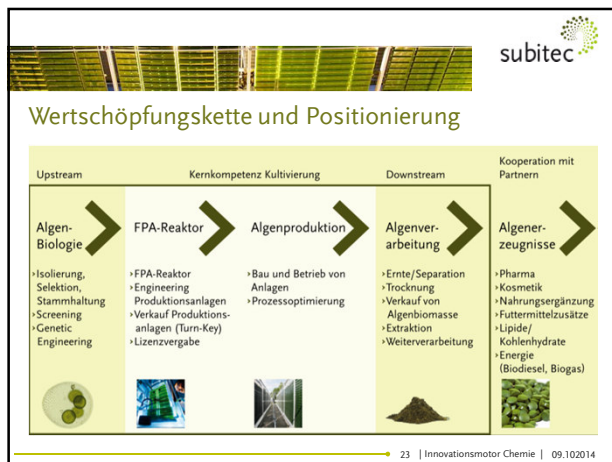 subitec
Wertschöpfungskette und Positionierung
Upstream
Kernkompetenz Kultivierung
Downstream
Kooperation mit
Partnern
Algen-
Biologie
›Isolierung,
Selektion,
Stammhaltung
›Screening
›Genetic
Engineering
FPA-Reaktor
›FPA-Reaktor
›Engineering
Produktionsanlagen
›Verkauf Produktions-
anlagen (Turn-Key)
›Lizenzvergabe
Algenproduktion
›Bau und Betrieb von
Anlagen
›Prozessoptimierung
Algenver-
arbeitung
›Ernte/Separation
›Trocknung
›Verkauf von
Algenbiomasse
›Extraktion
›Weiterverarbeitung
Algener-
zeugnisse
›Pharma
›Kosmetik
›Nahrungsergänzung
›Futtermittelzusätze
›Lipide/
Kohlenhydrate
›Energie
(Biodiesel, Biogas)
23 | Innovationsmotor Chemie | 09.102014